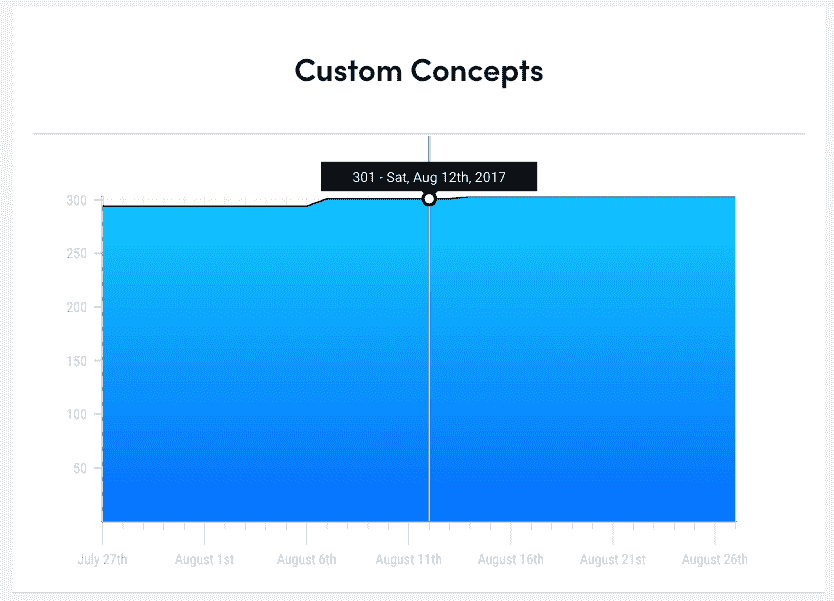 Custom Concepts
301 - Sat, Aug 12th, 2017
300
250
200
150
100
50
July 27th August 1st August 6th August 11th August 16th August 21st August 26th